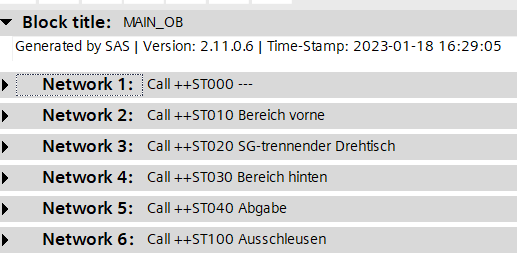 Block title: MAIN_OB
Generated by SAS | Version: 2.11.0.6 | Time-Stamp: 2023-01-18 16:29:05
Network 1: Call ++ST000 ---
Network 2: Call ++ST010 Bereich vorne
Network 3: Call ++ST020 SG-trennender Drehtisch
Network 4: Call ++ST030 Bereich hinten
Network 5: Call ++ST040 Abgabe
Network 6: Call ++ST100 Ausschleusen